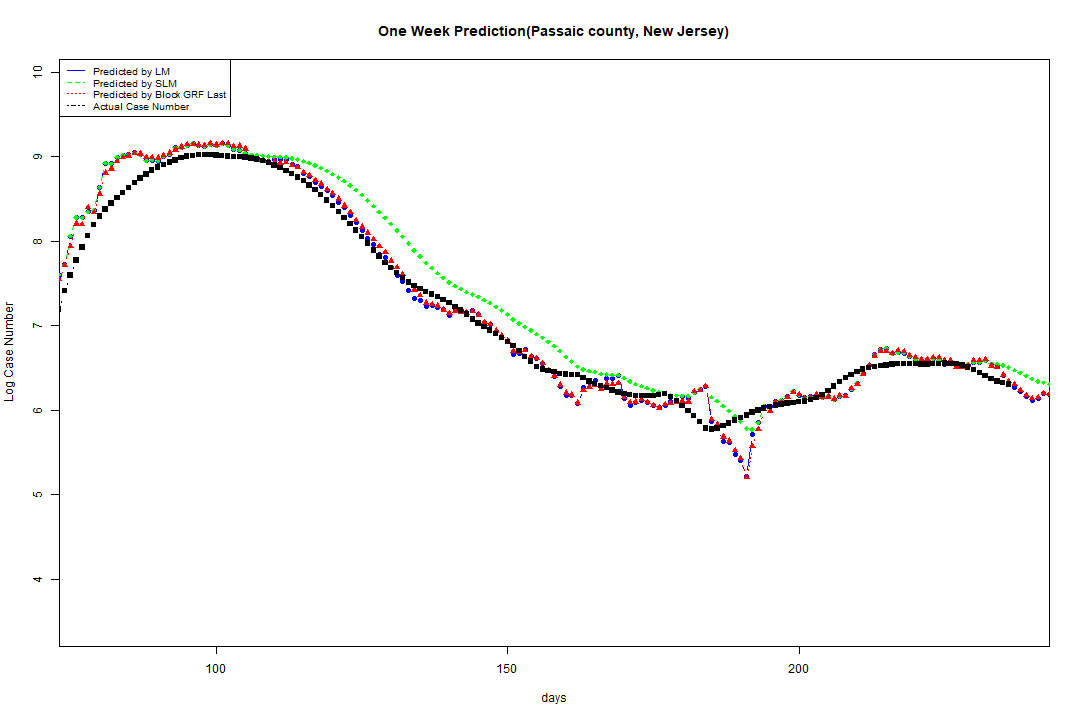 One Week Prediction(Passaic county, New Jersey)
Predicted by LM
Predicted by SLM
Predicted by Block GRF Last
Actual Case Number
10
9
8
7
6
5
4
Log Case Number
100
150
200
days